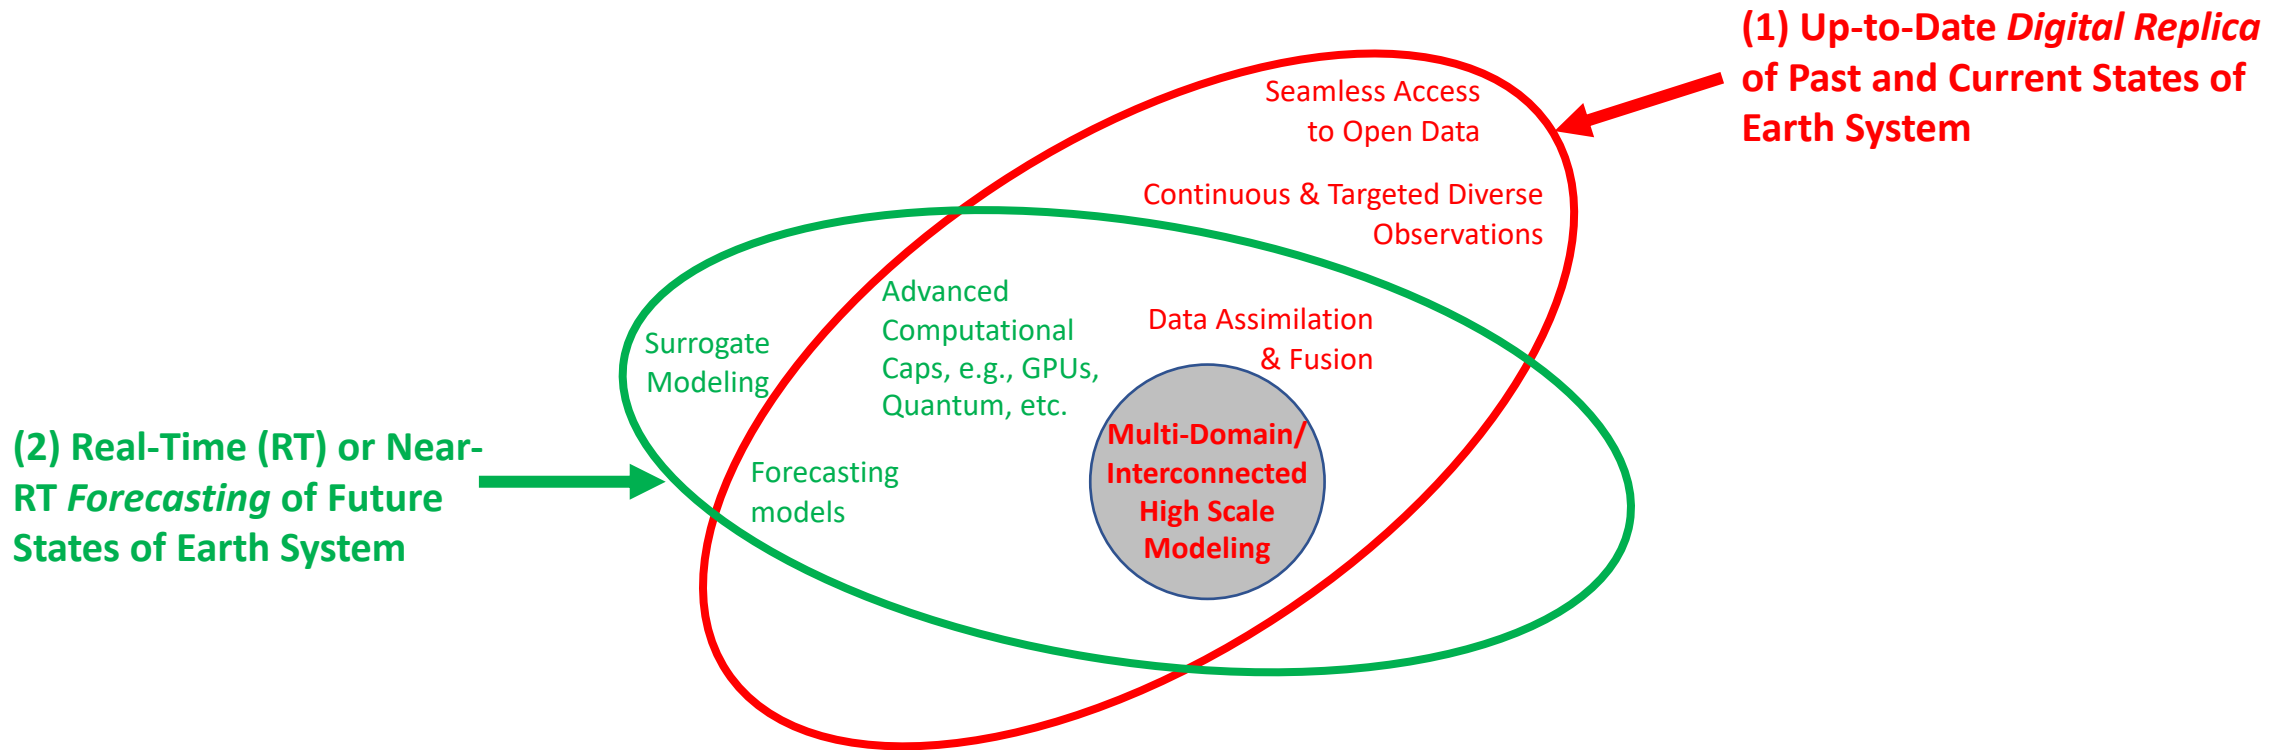 (1) Up-to-Date Digital Replica
of Past and Current States of
Earth System
Seamless Access
to Open Data
Continuous & Targeted Diverse
Observations
Advanced
Computational
Caps, e.g., GPUs,
Quantum, etc.
Data Assimilation
& Fusion
Surrogate
Modeling
Multi-Domain/
Interconnected
High Scale
Modeling
(2) Real-Time (RT) or Near-
RT Forecasting of Future
States of Earth System
Forecasting
models